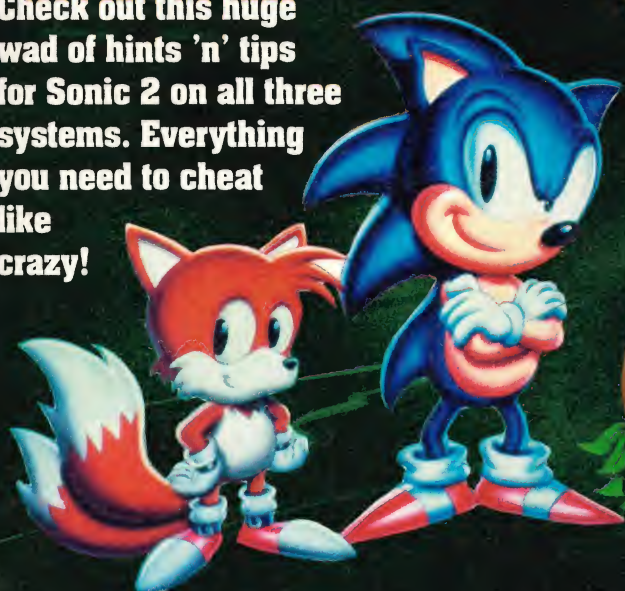 Check out this huge
wad of hints 'n' tips
for Sonic 2 on all three
systems. Everything
you need to cheat
like
crazy!